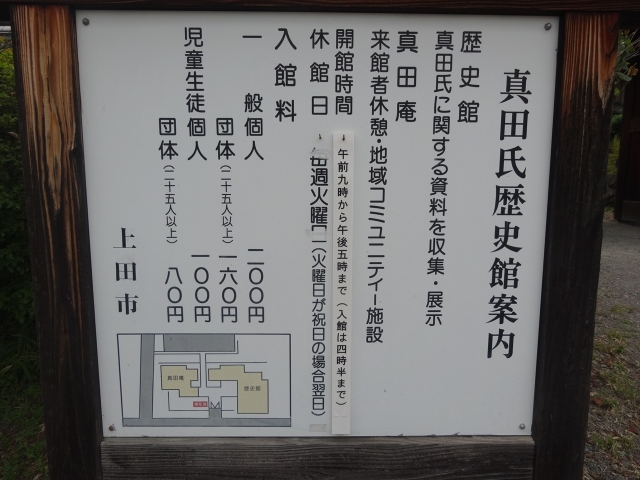 真田氏歴史館案内
歴史館
真田氏に関する資料を収集・展示
真田庵
来館者休憩・地域コミュニティー施設
開館時間 午前九時から午後五時まで(入館は四時半まで)
休館日 毎週火曜日(火曜日が祝日の場合翌日)
入館料
一般個人 二〇〇円
団体(二十五人以上) 一六〇円
児童生徒個人 一〇〇円
団体(二十五人以上) 八〇円
上田市
真田庵
歴史館